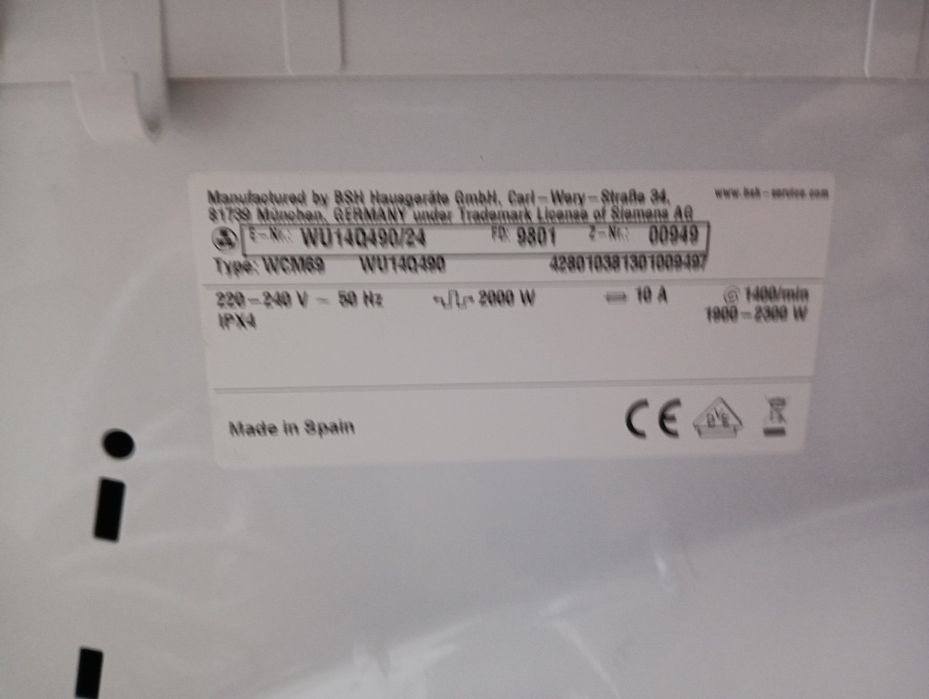 Manufactured by BSH Hausgeräte GmbH, Carl-Wery-Straße 34,
www.bsh-service.com
81739 München, GERMANY under Trademark License of Siemens AG
E-Nr.: WU14Q490/24 FD: 9801 Z-Nr.: 00949
Type: WCM69 WU14Q490 428010381301009497
220-240 V ~ 50 Hz 2000 W 10 A 1400/min
IPX4 1900-2300 W
Made in Spain CE